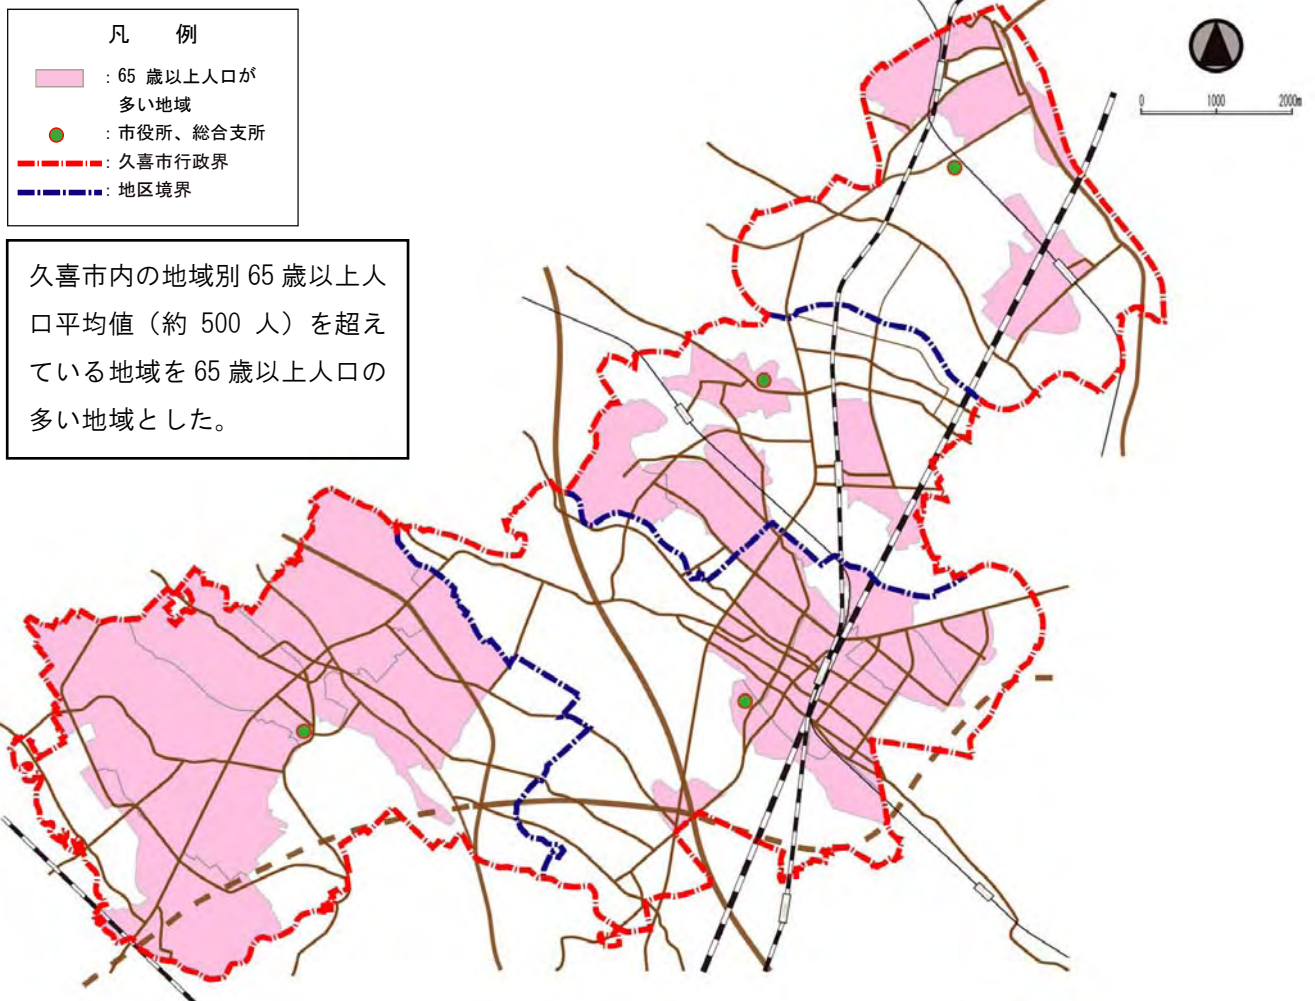 凡 例
: 65 歳以上人口が
多い地域
: 市役所、総合支所
: 久喜市行政界
: 地区境界
久喜市内の地域別 65 歳以上人
口平均値（約 500 人）を超え
ている地域を 65 歳以上人口の
多い地域とした。
0 1000 2000m